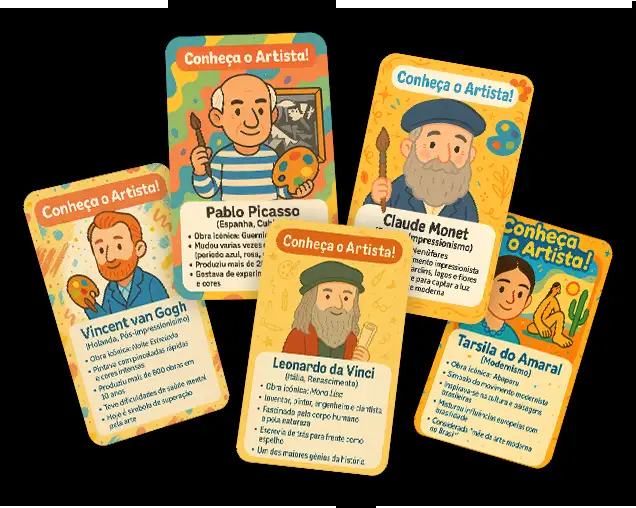 Conheça o Artista!
Vincent van Gogh
(Holanda, Pós-impressionismo)
• Obra icônica: Noite Estrelada
• Pintava com pinceladas rápidas
e cores intensas
• Produziu mais de 800 obras em
10 anos
• Teve dificuldades de saúde mental
• Hoje é símbolo de superação
pela arte
Conheça o Artista!
Pablo Picasso
(Espanha, Cubi
• Obra icônica: Guerni
• Mudou várias vezes
(período azul, rosa,
• Produziu mais de 2
• Gostava de experim
e cores
Conheça o Artista!
Claude Monet
mpressionismo)
Nenúfares
mento impressionista
ardins, lagos e flores
e para captar a luz
e moderna
Conheça o Artista!
Leonardo da Vinci
(Itália, Renascimento)
• Obra icônica: Mona Lisa
• Inventor, pintor, engenheiro e cientista
• Fascinado pelo corpo humano
e pela natureza
• Escrevia de trás para frente como
espelho
• Um dos maiores gênios da história
Conheça
o Artista!
Tarsila do Amaral
(Modernismo)
• Obra icônica: Abaporu
• Símbolo do movimento modernista
• Inspirava-se na cultura e paisagens
brasileiras
• Misturou influências europeias com
brasilidade
• Considerada "mãe da arte moderna
no Brasil"